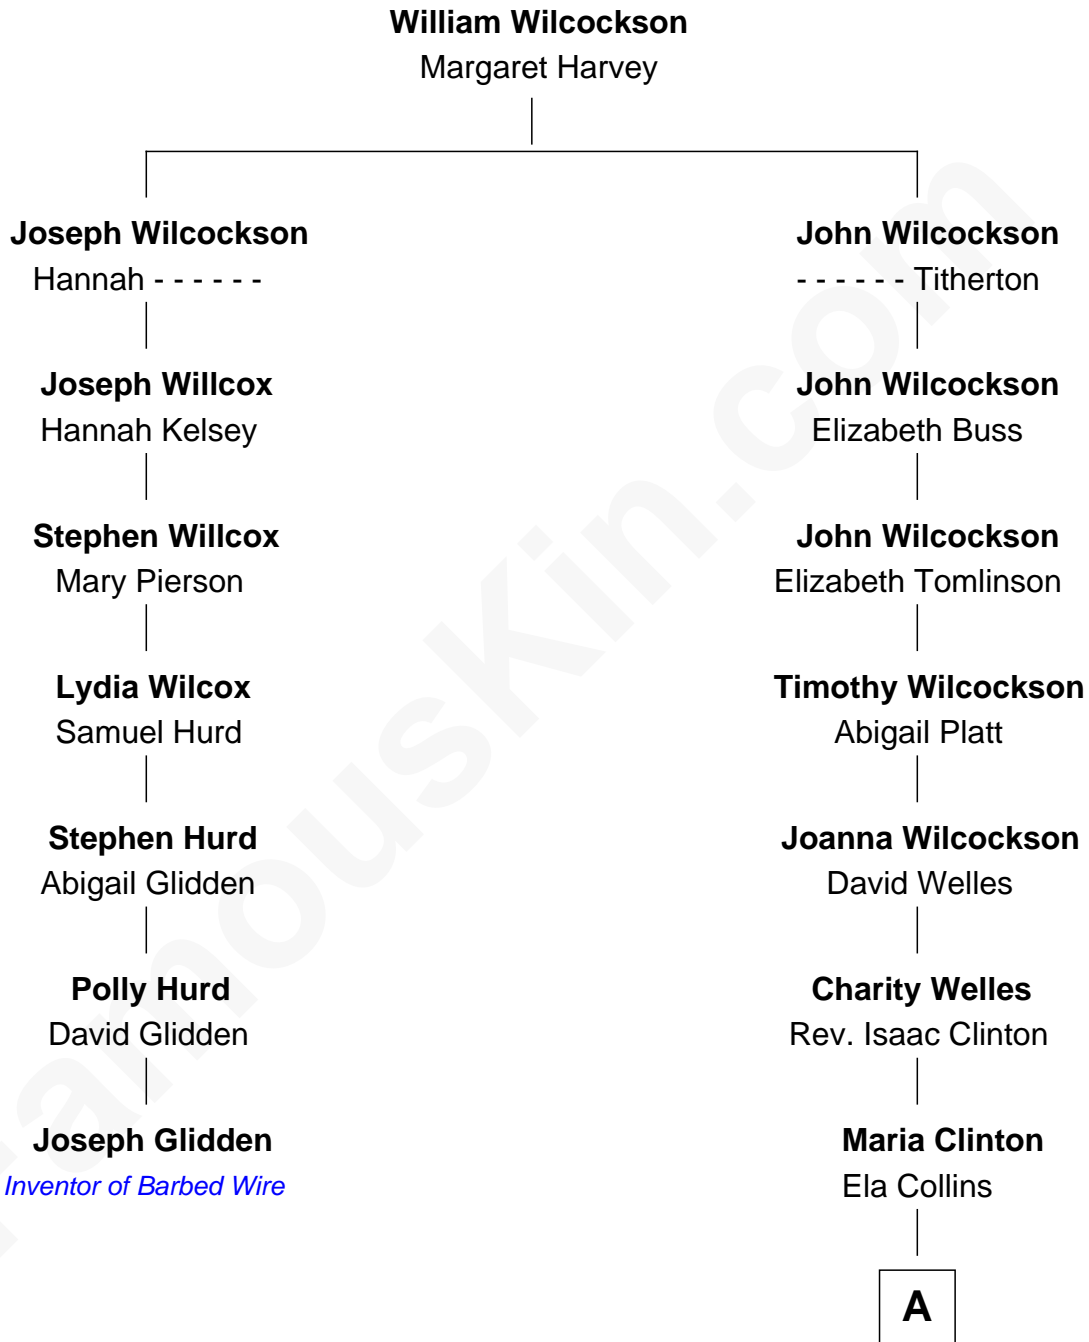 William Wilcockson
Margaret Harvey
Joseph Wilcockson
Hannah - - - - - -
John Wilcockson
- - - - - - Titherton
Joseph Willcox
Hannah Kelsey
John Wilcockson
Elizabeth Buss
Stephen Willcox
Mary Pierson
John Wilcockson
Elizabeth Tomlinson
Lydia Wilcox
Samuel Hurd
Timothy Wilcockson
Abigail Platt
Stephen Hurd
Abigail Glidden
Joanna Wilcockson
David Welles
Polly Hurd
David Glidden
Charity Welles
Rev. Isaac Clinton
Joseph Glidden
Inventor of Barbed Wire
Maria Clinton
Ela Collins
A
FamousKin.com